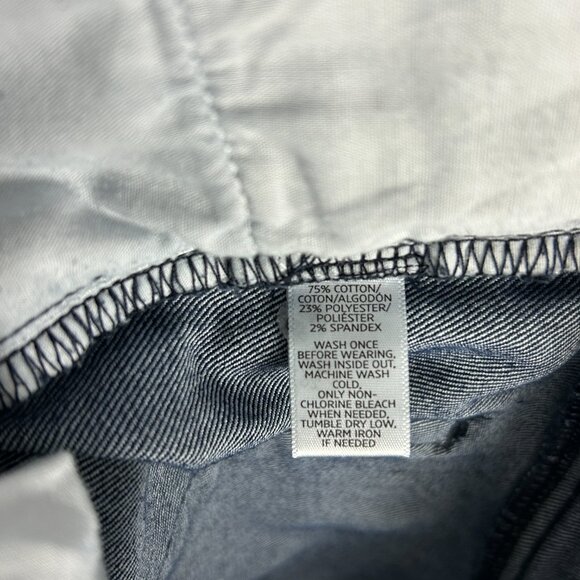 75% COTTON/
COTON/ALGODÓN
23% POLYESTER/
POLIÉSTER
2% SPANDEX
WASH ONCE
BEFORE WEARING,
WASH INSIDE OUT,
MACHINE WASH
COLD,
ONLY NON-
CHLORINE BLEACH
WHEN NEEDED,
TUMBLE DRY LOW,
WARM IRON
IF NEEDED